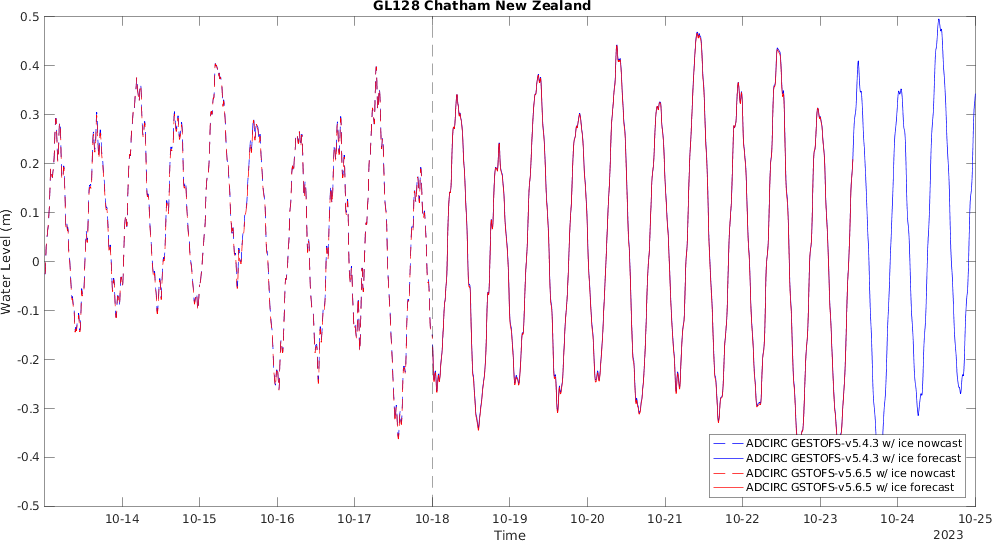 GL128 Chatham New Zealand
Water Level (m)
0.5
0.4
0.3
0.2
0.1
0
-0.1
-0.2
-0.3
-0.4
-0.5
ADCIRC GESTOFS-v5.4.3 w/ ice nowcast
ADCIRC GESTOFS-v5.4.3 w/ ice forecast
ADCIRC GSTOFS-v5.6.5 w/ ice nowcast
ADCIRC GSTOFS-v5.6.5 w/ ice forecast
10-14 10-15 10-16 10-17 10-18 10-19 10-20 10-21 10-22 10-23 10-24 10-25
Time
2023